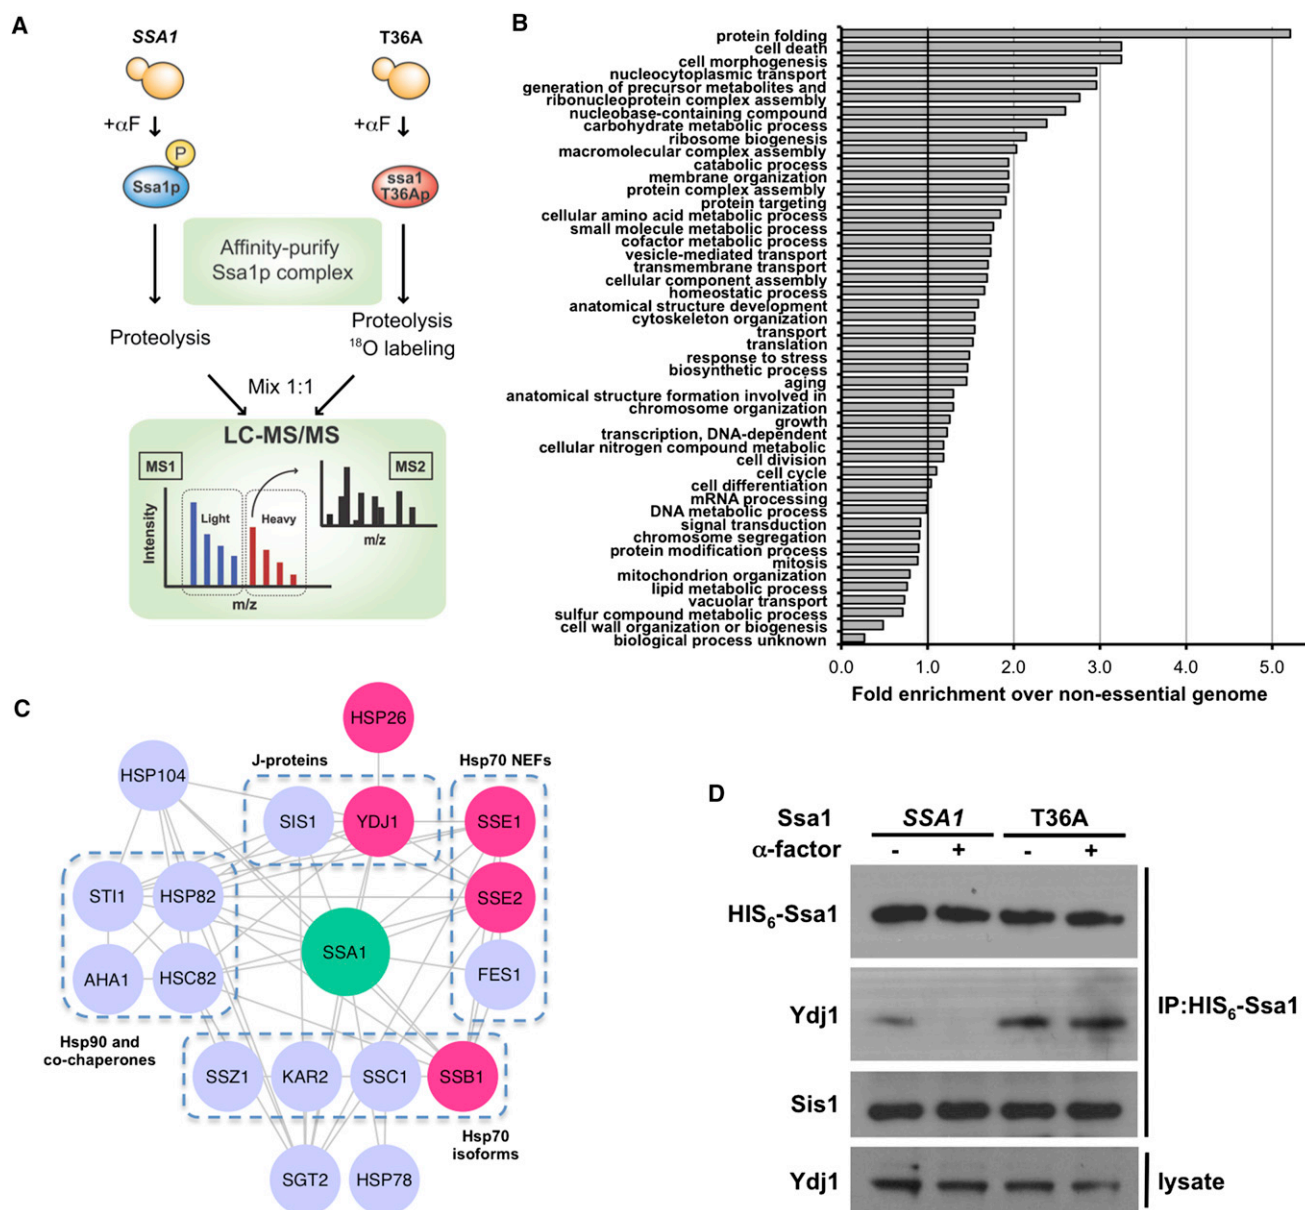 A
SSA1
T36A
+αF
+αF
P
Ssa1p
ssa1
T36Ap
Affinity-purify
Ssa1p complex
Proteolysis
Proteolysis
¹⁸O labeling
Mix 1:1
LC-MS/MS
MS1
MS2
Light
Heavy
Intensity
m/z
m/z
B
protein folding
cell death
cell morphogenesis
nucleocytoplasmic transport
generation of precursor metabolites and
ribonucleoprotein complex assembly
nucleobase-containing compound
carbohydrate metabolic process
ribosome biogenesis
macromolecular complex assembly
catabolic process
membrane organization
protein complex assembly
protein targeting
cellular amino acid metabolic process
small molecule metabolic process
cofactor metabolic process
vesicle-mediated transport
transmembrane transport
cellular component assembly
homeostatic process
anatomical structure development
cytoskeleton organization
transport
translation
response to stress
biosynthetic process
aging
anatomical structure formation involved in
chromosome organization
growth
transcription, DNA-dependent
cellular nitrogen compound metabolic
cell division
cell cycle
cell differentiation
mRNA processing
DNA metabolic process
signal transduction
chromosome segregation
protein modification process
mitosis
mitochondrion organization
lipid metabolic process
vacuolar transport
sulfur compound metabolic process
cell wall organization or biogenesis
biological process unknown
0.0 1.0 2.0 3.0 4.0 5.0
Fold enrichment over non-essential genome
C
HSP26
HSP104
J-proteins
Hsp70 NEFs
SIS1
YDJ1
SSE1
STI1
HSP82
SSE2
SSA1
AHA1
HSC82
FES1
Hsp90 and
co-chaperones
SSZ1
KAR2
SSC1
SSB1
Hsp70
isoforms
SGT2
HSP78
D
Ssa1 SSA1 T36A
α-factor - + - +
HIS₆-Ssa1
Ydj1
IP:HIS₆-Ssa1
Sis1
Ydj1
lysate